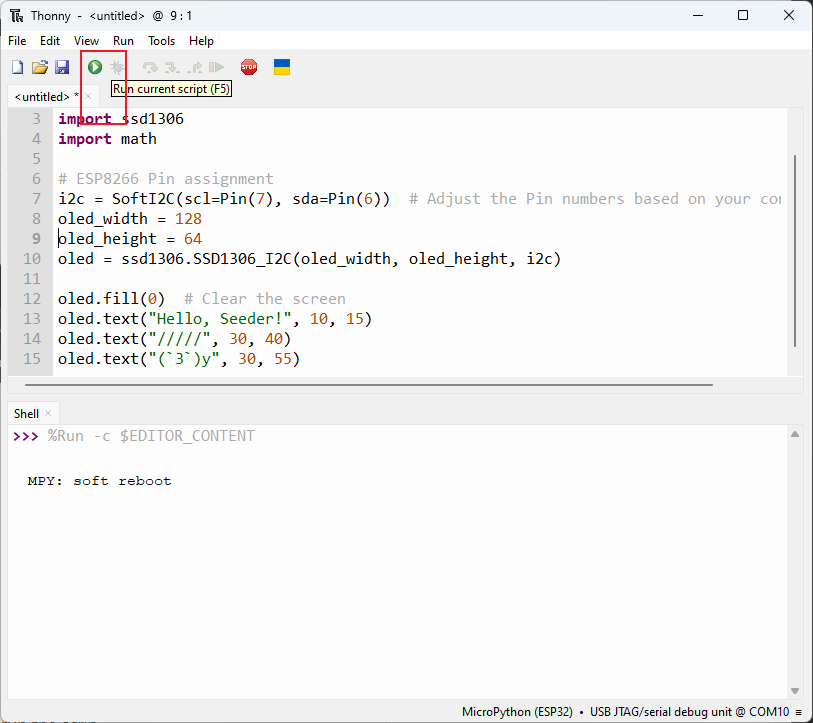 Thonny - <untitled> @ 9 : 1
File Edit View Run Tools Help
STOP
Run current script (F5)
<untitled> * ×
3 import ssd1306
4 import math
5
6 # ESP8266 Pin assignment
7 i2c = SoftI2C(scl=Pin(7), sda=Pin(6))  # Adjust the Pin numbers based on your co
8 oled_width = 128
9 oled_height = 64
10 oled = ssd1306.SSD1306_I2C(oled_width, oled_height, i2c)
11
12 oled.fill(0)  # Clear the screen
13 oled.text("Hello, Seeder!", 10, 15)
14 oled.text("/////", 30, 40)
15 oled.text("(`3`)y", 30, 55)
Shell ×
>>> %Run -c $EDITOR_CONTENT
MPY: soft reboot
MicroPython (ESP32) • USB JTAG/serial debug unit @ COM10 ≡